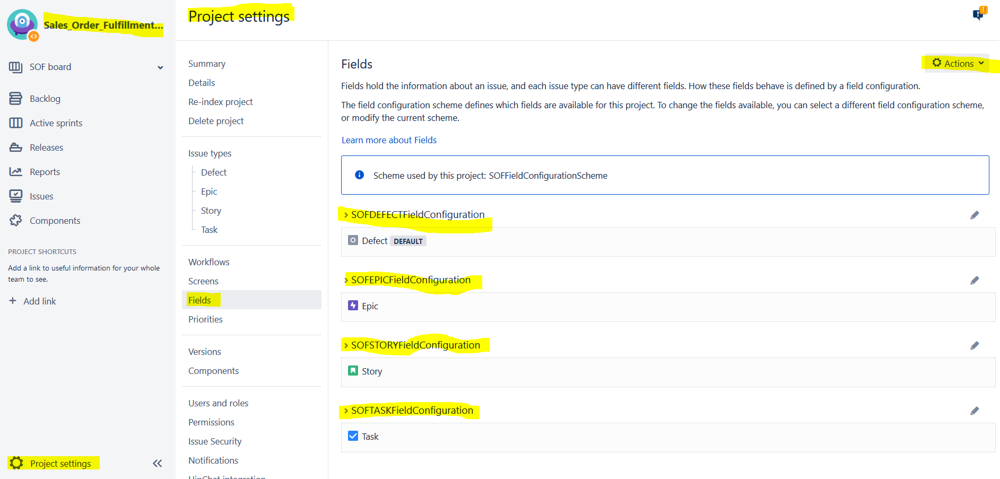 Sales_Order_Fulfillment...
SOF board
Backlog
Active sprints
Releases
Reports
Issues
Components
PROJECT SHORTCUTS
Add a link to useful information for your whole
team to see.
+ Add link
Project settings
Project settings
1
Summary
Details
Re-index project
Delete project
Issue types
Defect
Epic
Story
Task
Workflows
Screens
Fields
Priorities
Versions
Components
Users and roles
Permissions
Issue Security
Notifications
HipChat integration
Fields
Actions
Fields hold the information about an issue, and each issue type can have different fields. How these fields behave is defined by a field configuration.
The field configuration scheme defines which fields are available for this project. To change the fields available, you can select a different field configuration scheme,
or modify the current scheme.
Learn more about Fields
Scheme used by this project: SOFFieldConfigurationScheme
SOFDEFECTFieldConfiguration
Defect DEFAULT
SOFEPICFieldConfiguration
Epic
SOFSTORYFieldConfiguration
Story
SOFTASKFieldConfiguration
Task